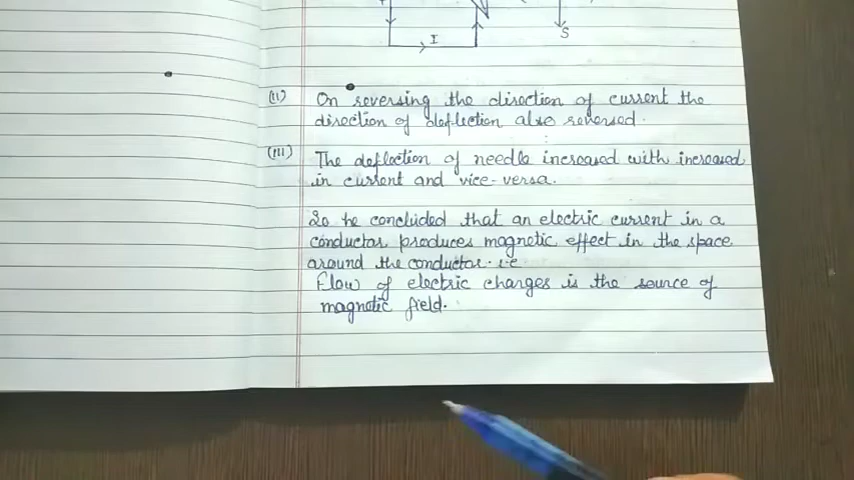 I
S
(II) On reversing the direction of current the
direction of deflection also reversed.
(III) The deflection of needle increased with increased
in current and vice-versa.
So he concluded that an electric current in a
conductor produces magnetic effect in the space
around the conductor. i.e
Flow of electric charges is the source of
magnetic field.